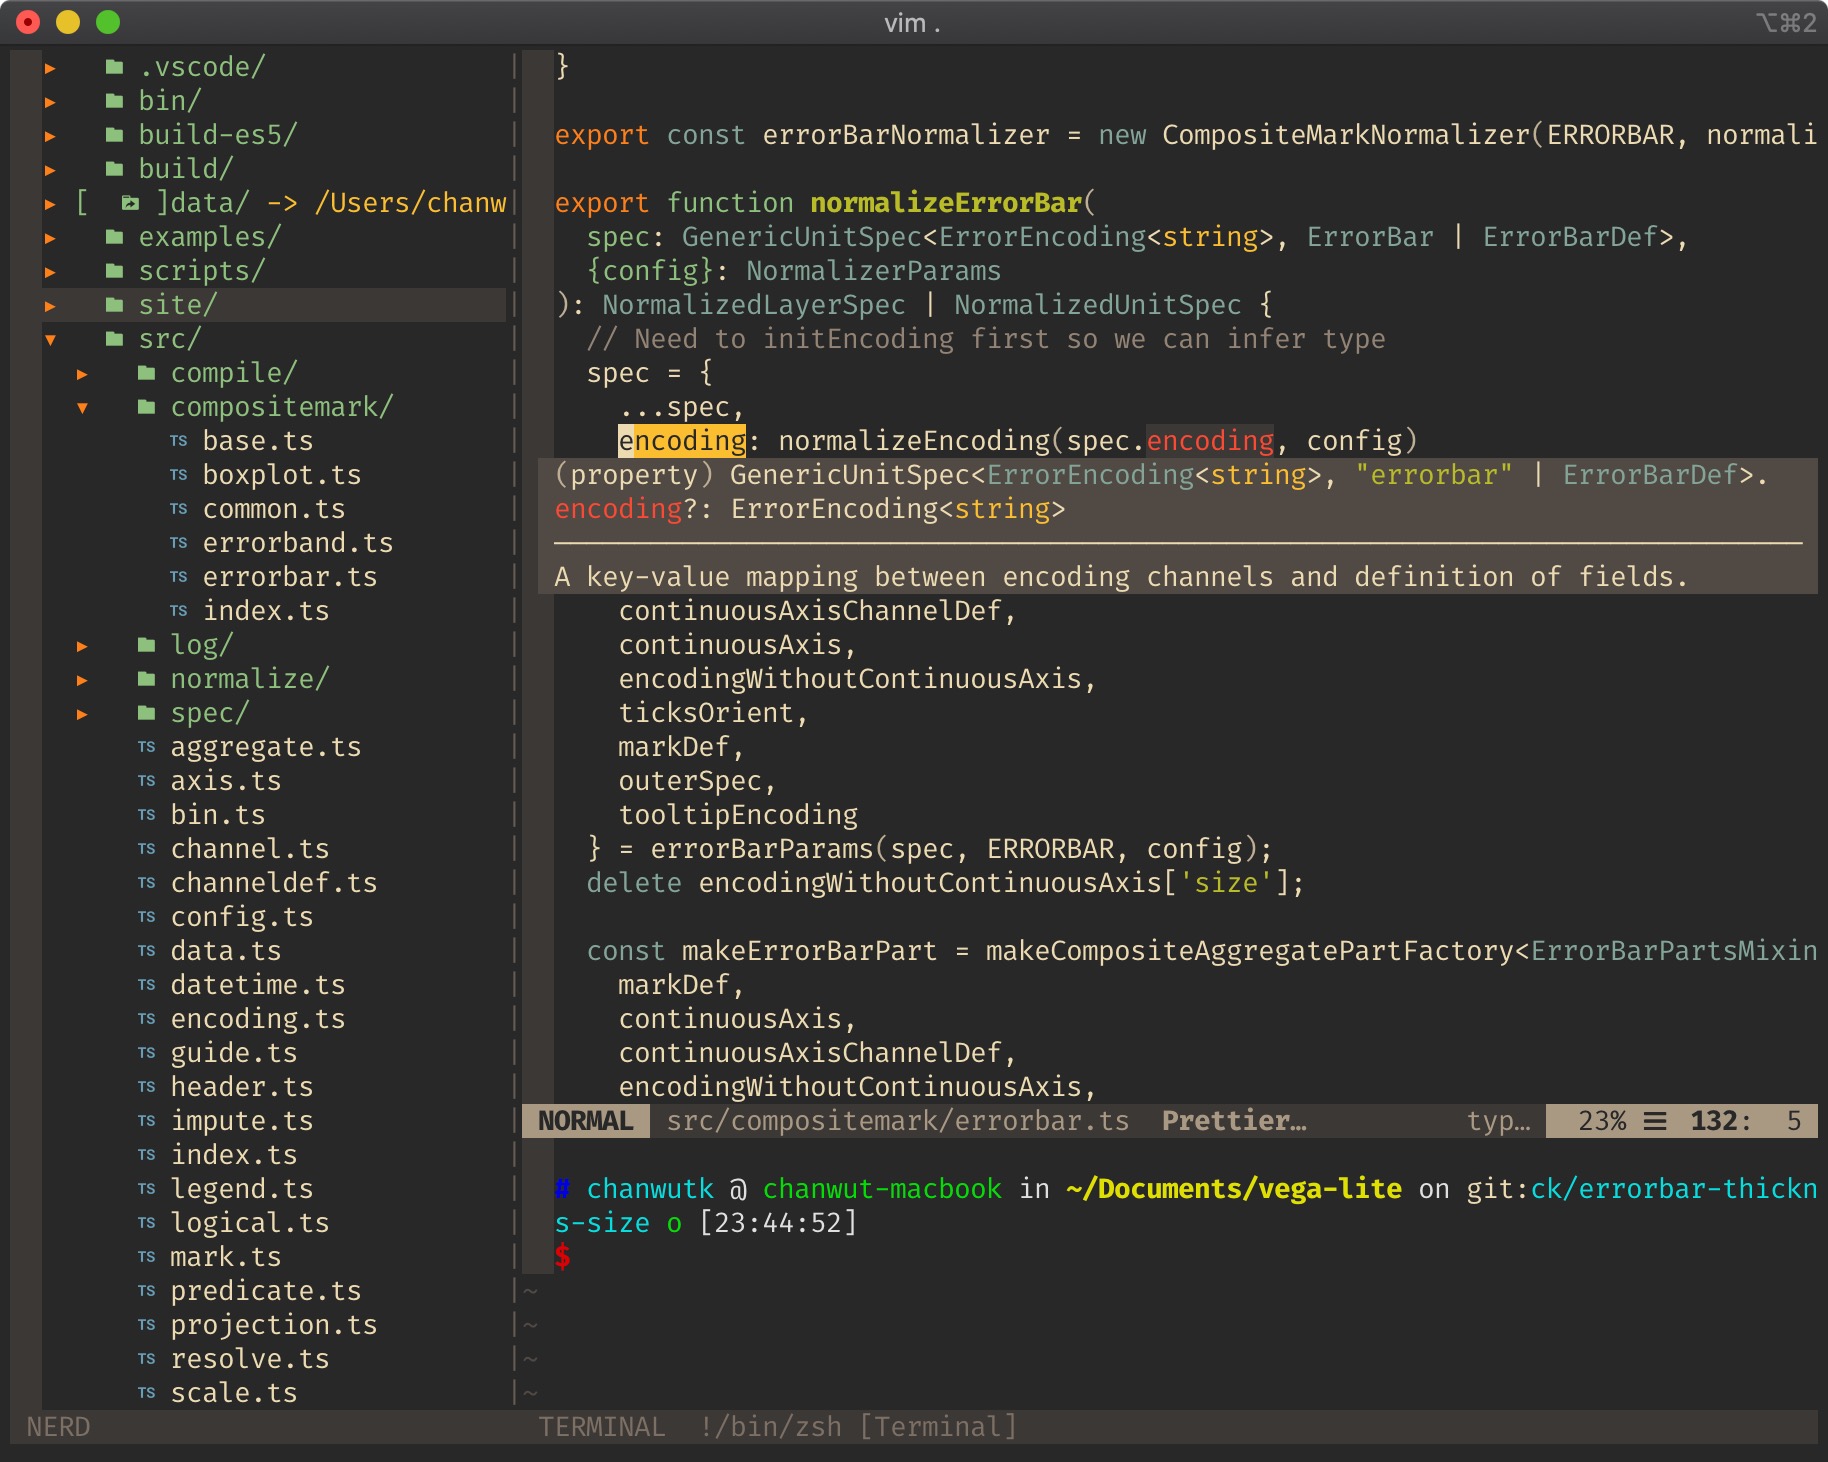 vim .
⌥⌘2
▸ .vscode/
▸ bin/
▸ build-es5/
▸ build/
▸ [ ]data/ -> /Users/chanw
▸ examples/
▸ scripts/
▸ site/
▾ src/
▸ compile/
▾ compositemark/
TS base.ts
TS boxplot.ts
TS common.ts
TS errorband.ts
TS errorbar.ts
TS index.ts
▸ log/
▸ normalize/
▸ spec/
TS aggregate.ts
TS axis.ts
TS bin.ts
TS channel.ts
TS channeldef.ts
TS config.ts
TS data.ts
TS datetime.ts
TS encoding.ts
TS guide.ts
TS header.ts
TS impute.ts
TS index.ts
TS legend.ts
TS logical.ts
TS mark.ts
TS predicate.ts
TS projection.ts
TS resolve.ts
TS scale.ts
NERD
}
export const errorBarNormalizer = new CompositeMarkNormalizer(ERRORBAR, normali
export function normalizeErrorBar(
spec: GenericUnitSpec<ErrorEncoding<string>, ErrorBar | ErrorBarDef>,
{config}: NormalizerParams
): NormalizedLayerSpec | NormalizedUnitSpec {
// Need to initEncoding first so we can infer type
spec = {
...spec,
encoding: normalizeEncoding(spec.encoding, config)
(property) GenericUnitSpec<ErrorEncoding<string>, "errorbar" | ErrorBarDef>.
encoding?: ErrorEncoding<string>
A key-value mapping between encoding channels and definition of fields.
continuousAxisChannelDef,
continuousAxis,
encodingWithoutContinuousAxis,
ticksOrient,
markDef,
outerSpec,
tooltipEncoding
} = errorBarParams(spec, ERRORBAR, config);
delete encodingWithoutContinuousAxis['size'];
const makeErrorBarPart = makeCompositeAggregatePartFactory<ErrorBarPartsMixin
markDef,
continuousAxis,
continuousAxisChannelDef,
encodingWithoutContinuousAxis,
NORMAL src/compositemark/errorbar.ts Prettier… typ… 23% ☰ 132: 5
# chanwutk @ chanwut-macbook in ~/Documents/vega-lite on git:ck/errorbar-thickn
s-size o [23:44:52]
$
~
~
~
~
TERMINAL !/bin/zsh [Terminal]